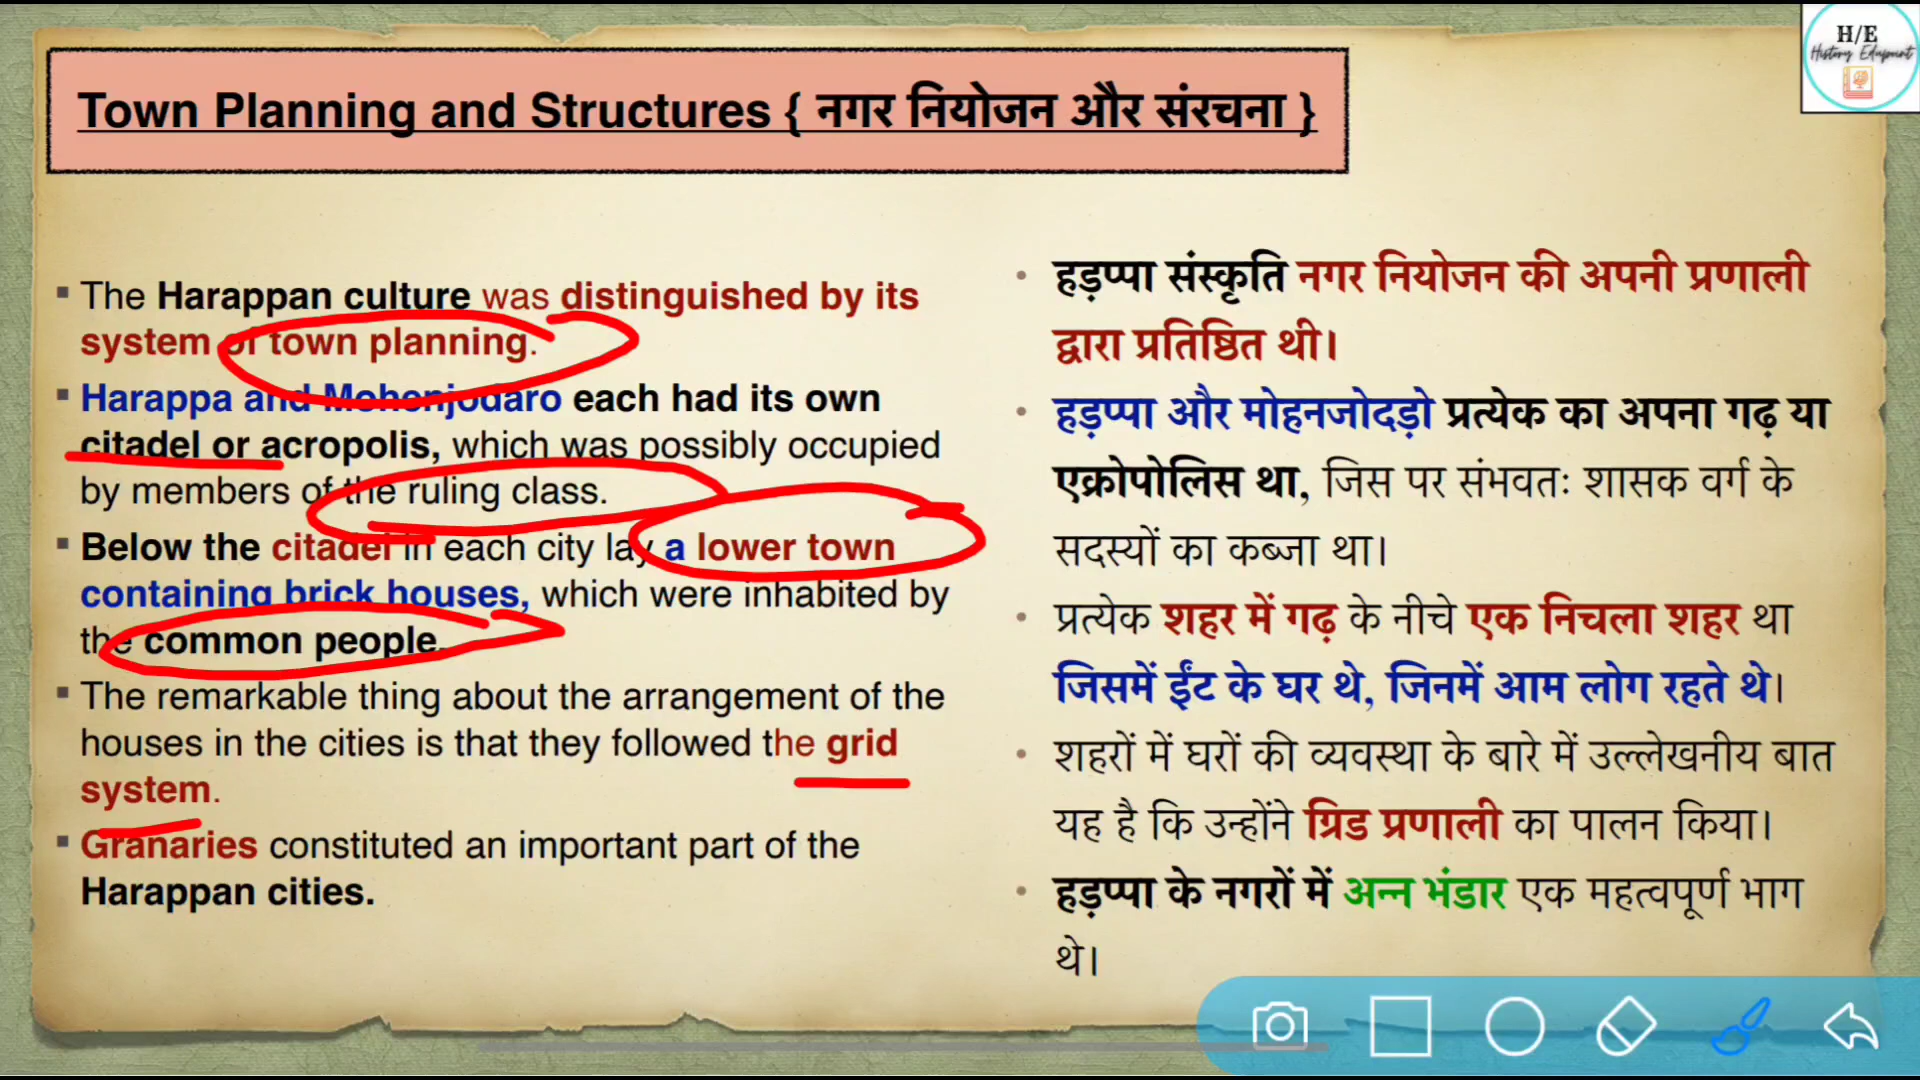 H/E
History Edupoint
Town Planning and Structures { नगर नियोजन और संरचना }
▪ The Harappan culture was distinguished by its
system of town planning.
▪ Harappa and Mohenjodaro each had its own
citadel or acropolis, which was possibly occupied
by members of the ruling class.
▪ Below the citadel in each city lay a lower town
containing brick houses, which were inhabited by
the common people.
▪ The remarkable thing about the arrangement of the
houses in the cities is that they followed the grid
system.
▪ Granaries constituted an important part of the
Harappan cities.
• हड़प्पा संस्कृति नगर नियोजन की अपनी प्रणाली
द्वारा प्रतिष्ठित थी।
• हड़प्पा और मोहनजोदड़ो प्रत्येक का अपना गढ़ या
एक्रोपोलिस था, जिस पर संभवतः शासक वर्ग के
सदस्यों का कब्जा था।
• प्रत्येक शहर में गढ़ के नीचे एक निचला शहर था
जिसमें ईंट के घर थे, जिनमें आम लोग रहते थे।
• शहरों में घरों की व्यवस्था के बारे में उल्लेखनीय बात
यह है कि उन्होंने ग्रिड प्रणाली का पालन किया।
• हड़प्पा के नगरों में अन्न भंडार एक महत्वपूर्ण भाग
थे।